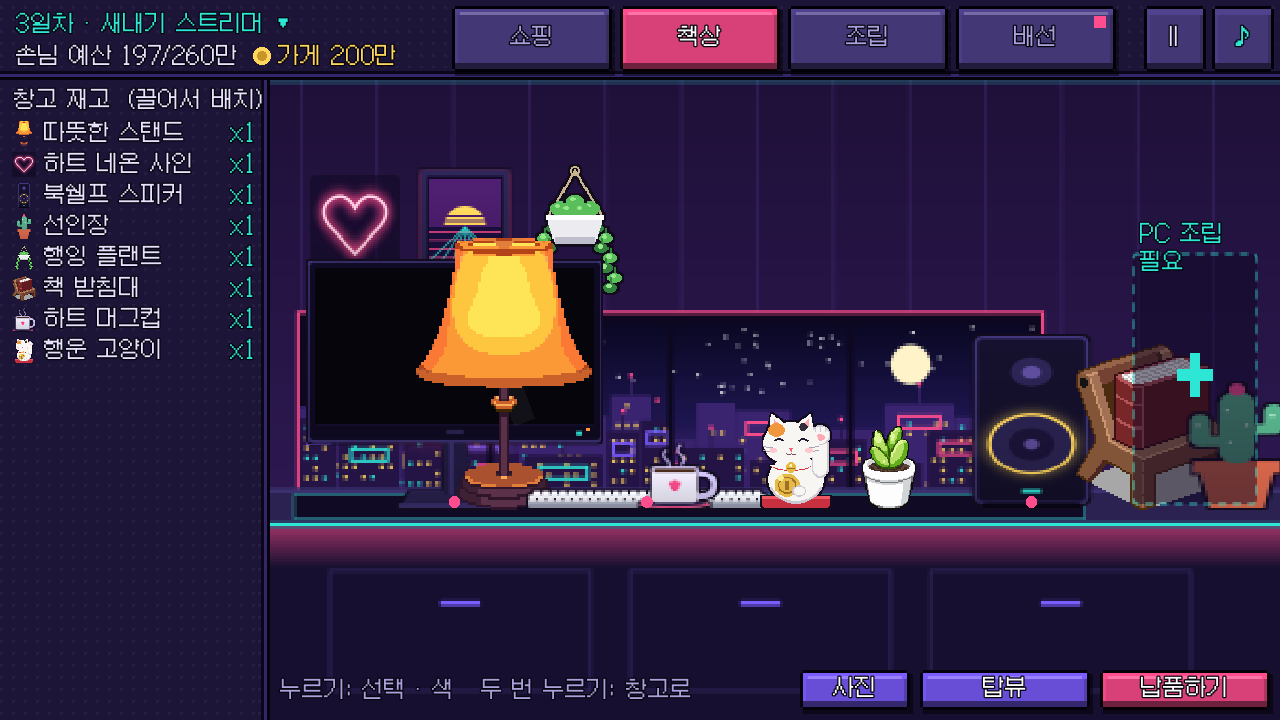 3일차 · 새내기 스트리머 ▼
손님 예산 197/260만 가게 200만
쇼핑
책상
조립
배선
창고 재고 (끌어서 배치)
따뜻한 스탠드 x1
하트 네온 사인 x1
북쉘프 스피커 x1
선인장 x1
행잉 플랜트 x1
책 받침대 x1
하트 머그컵 x1
행운 고양이 x1
PC 조립
필요
누르기: 선택 · 색 두 번 누르기: 창고로
사진
탑뷰
납품하기